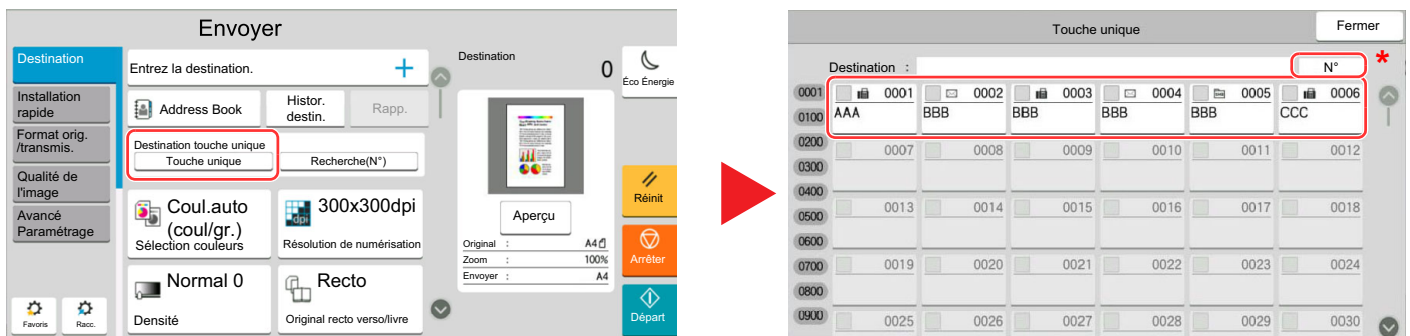 Envoyer
Destination
Installation
rapide
Format orig.
/transmis.
Qualité de
l'image
Avancé
Paramétrage
Favoris
Racc.
Entrez la destination.
+
Address Book
Histor.
destin.
Rapp.
Destination touche unique
Touche unique
Recherche(N°)
Coul.auto
(coul/gr.)
Sélection couleurs
dpi
300x300dpi
Résolution de numérisation
Normal 0
Densité
Recto
Original recto verso/livre
Destination
0
Aperçu
Original : A4
Zoom : 100%
Envoyer : A4
Éco Énergie
Réinit
Arrêter
Départ
Touche unique
Fermer
Destination :
N°
*
0001
0100
0200
0300
0400
0500
0600
0700
0800
0900
0001 0002 0003 0004 0005 0006
AAA BBB BBB BBB BBB CCC
0007 0008 0009 0010 0011 0012
0013 0014 0015 0016 0017 0018
0019 0020 0021 0022 0023 0024
0025 0026 0027 0028 0029 0030